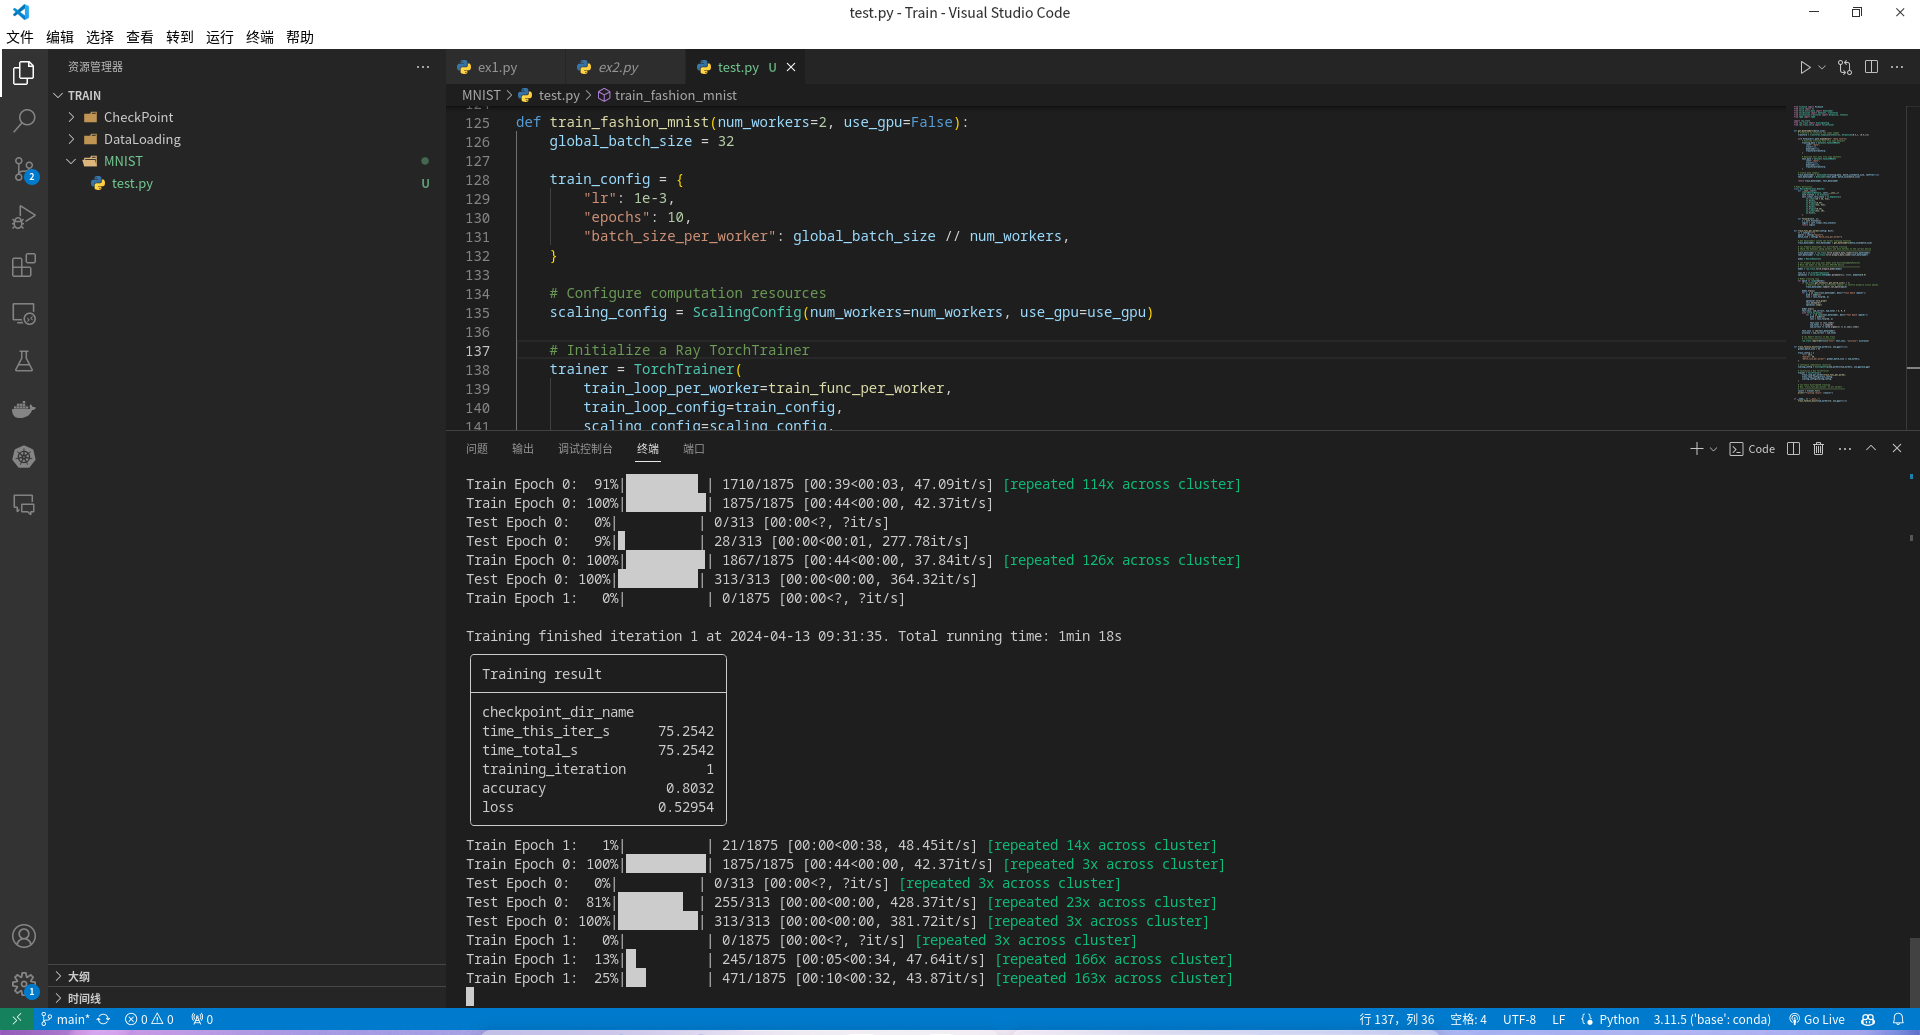 test.py - Train - Visual Studio Code
文件 编辑 选择 查看 转到 运行 终端 帮助
资源管理器
TRAIN
CheckPoint
DataLoading
MNIST
test.py U
大纲
时间线
2
1
ex1.py ex2.py test.py U
MNIST > test.py > train_fashion_mnist
125 def train_fashion_mnist(num_workers=2, use_gpu=False):
126 global_batch_size = 32
127
128 train_config = {
129 "lr": 1e-3,
130 "epochs": 10,
131 "batch_size_per_worker": global_batch_size // num_workers,
132 }
133
134 # Configure computation resources
135 scaling_config = ScalingConfig(num_workers=num_workers, use_gpu=use_gpu)
136
137 # Initialize a Ray TorchTrainer
138 trainer = TorchTrainer(
139 train_loop_per_worker=train_func_per_worker,
140 train_loop_config=train_config,
141 scaling_config=scaling_config,
问题 输出 调试控制台 终端 端口
Code
Train Epoch 0: 91%| | 1710/1875 [00:39<00:03, 47.09it/s] [repeated 114x across cluster]
Train Epoch 0: 100%| | 1875/1875 [00:44<00:00, 42.37it/s]
Test Epoch 0: 0%| | 0/313 [00:00<?, ?it/s]
Test Epoch 0: 9%| | 28/313 [00:00<00:01, 277.78it/s]
Train Epoch 0: 100%| | 1867/1875 [00:44<00:00, 37.84it/s] [repeated 126x across cluster]
Test Epoch 0: 100%| | 313/313 [00:00<00:00, 364.32it/s]
Train Epoch 1: 0%| | 0/1875 [00:00<?, ?it/s]
Training finished iteration 1 at 2024-04-13 09:31:35. Total running time: 1min 18s
Training result
checkpoint_dir_name
time_this_iter_s 75.2542
time_total_s 75.2542
training_iteration 1
accuracy 0.8032
loss 0.52954
Train Epoch 1: 1%| | 21/1875 [00:00<00:38, 48.45it/s] [repeated 14x across cluster]
Train Epoch 0: 100%| | 1875/1875 [00:44<00:00, 42.37it/s] [repeated 3x across cluster]
Test Epoch 0: 0%| | 0/313 [00:00<?, ?it/s] [repeated 3x across cluster]
Test Epoch 0: 81%| | 255/313 [00:00<00:00, 428.37it/s] [repeated 23x across cluster]
Test Epoch 0: 100%| | 313/313 [00:00<00:00, 381.72it/s] [repeated 3x across cluster]
Train Epoch 1: 0%| | 0/1875 [00:00<?, ?it/s] [repeated 3x across cluster]
Train Epoch 1: 13%| | 245/1875 [00:05<00:34, 47.64it/s] [repeated 166x across cluster]
Train Epoch 1: 25%| | 471/1875 [00:10<00:32, 43.87it/s] [repeated 163x across cluster]
main* 0 0 0 行 137, 列 36 空格: 4 UTF-8 LF Python 3.11.5 ('base': conda) Go Live